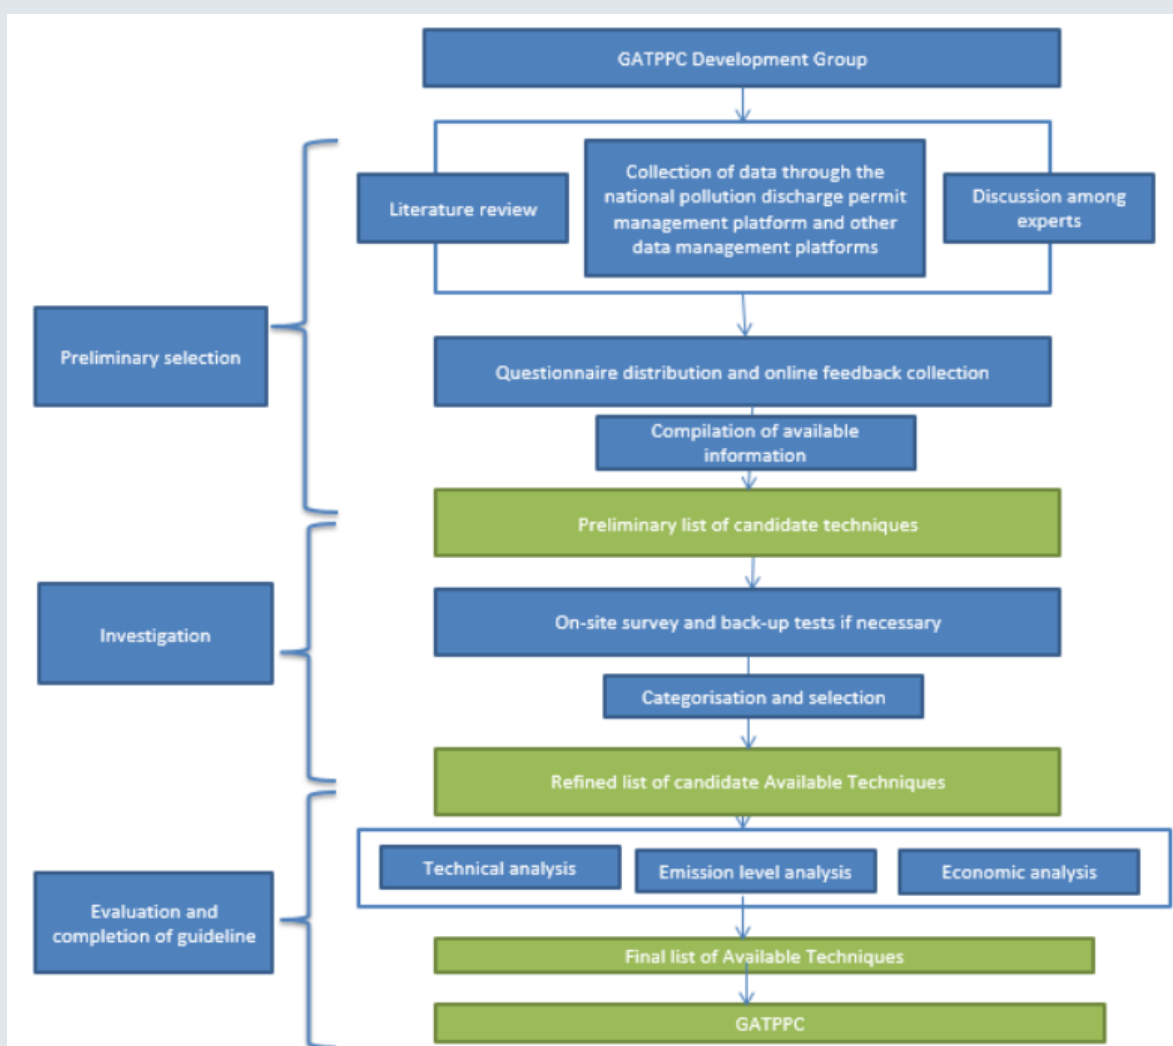 GATPPC Development Group
Literature review
Collection of data through the
national pollution discharge permit
management platform and other
data management platforms
Discussion among
experts
Preliminary selection
Questionnaire distribution and online feedback collection
Compilation of available
information
Preliminary list of candidate techniques
Investigation
On-site survey and back-up tests if necessary
Categorisation and selection
Refined list of candidate Available Techniques
Evaluation and
completion of guideline
Technical analysis
Emission level analysis
Economic analysis
Final list of Available Techniques
GATPPC